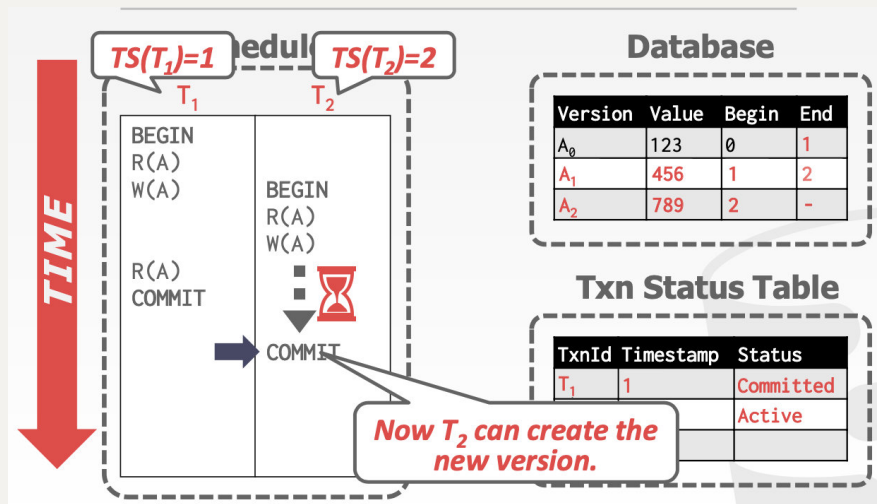 TS(T₁)=1
TS(T₂)=2
Database
T₁ T₂
TIME
BEGIN
R(A)
W(A)
R(A)
COMMIT
BEGIN
R(A)
W(A)
COMMIT
Version Value Begin End
A₀ 123 0 1
A₁ 456 1 2
A₂ 789 2 -
Txn Status Table
TxnId Timestamp Status
T₁ 1 Committed
Active
Now T₂ can create the
new version.